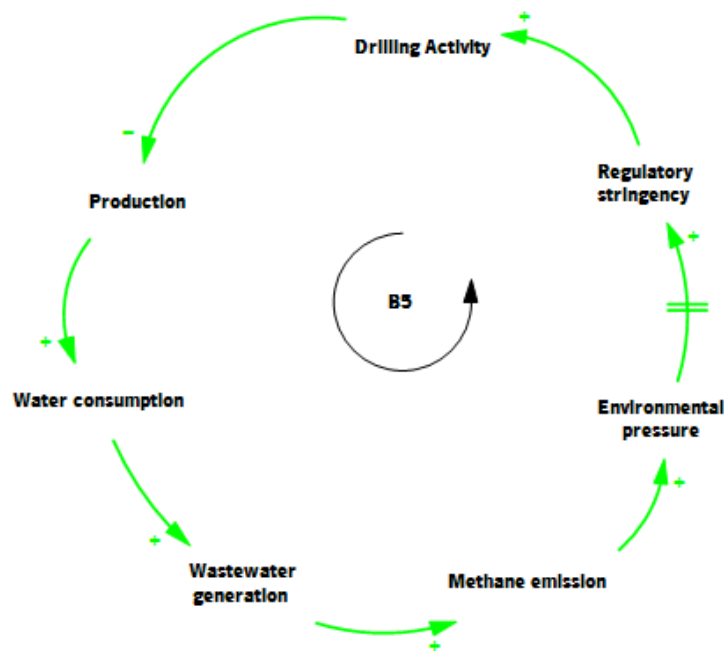 +
Drilling Activity
-
Regulatory
stringency
Production
+
B5
+
Water consumption
Environmental
pressure
+
+
Wastewater
generation
Methane emission
+